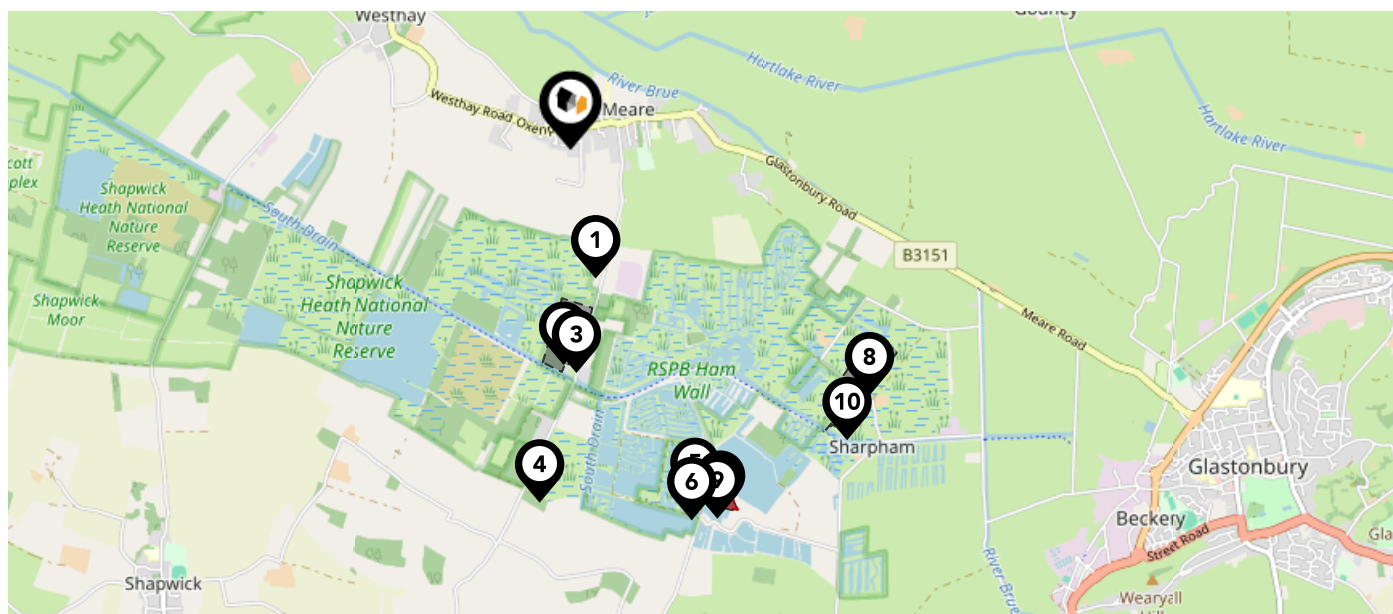 Westhay
Hartlake River
River Brue
Meare
Westhay Road
Hartlake River
Glastonbury Road
Shapwick
Heath National
Nature
Reserve
South Drain
1
B3151
Shapwick
Heath National
Nature
Reserve
Shapwick
Moor
3
Meare Road
RSPB Ham
Wall
8
10
Sharpham
4
South Drain
6
9
Glastonbury
Beckery
Street Road
River Brue
Shapwick
Wearyall